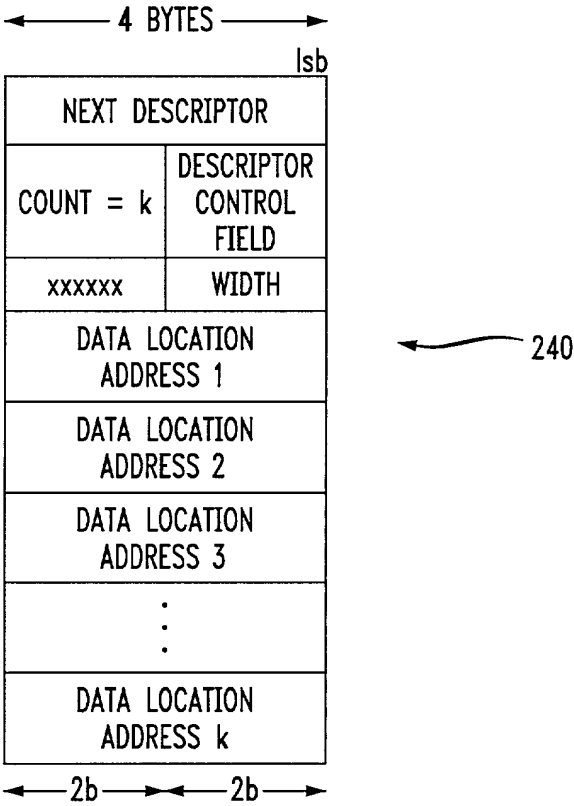 4 BYTES
lsb
NEXT DESCRIPTOR
COUNT = k
DESCRIPTOR
CONTROL
FIELD
xxxxxx
WIDTH
DATA LOCATION
ADDRESS 1
240
DATA LOCATION
ADDRESS 2
DATA LOCATION
ADDRESS 3
DATA LOCATION
ADDRESS k
2b
2b